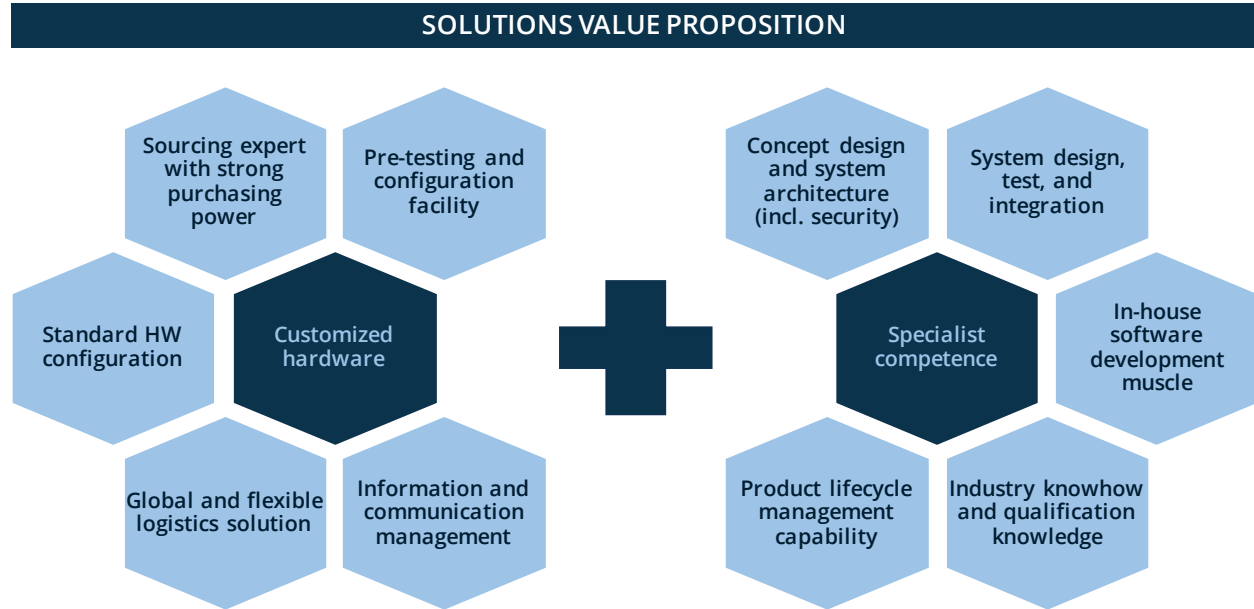 SOLUTIONS VALUE PROPOSITION
Sourcing expert
with strong
purchasing
power
Pre-testing and
configuration
facility
Standard HW
configuration
Customized
hardware
Global and flexible
logistics solution
Information and
communication
management
Concept design
and system
architecture
(incl. security)
System design,
test, and
integration
Specialist
competence
In-house
software
development
muscle
Product lifecycle
management
capability
Industry knowhow
and qualification
knowledge